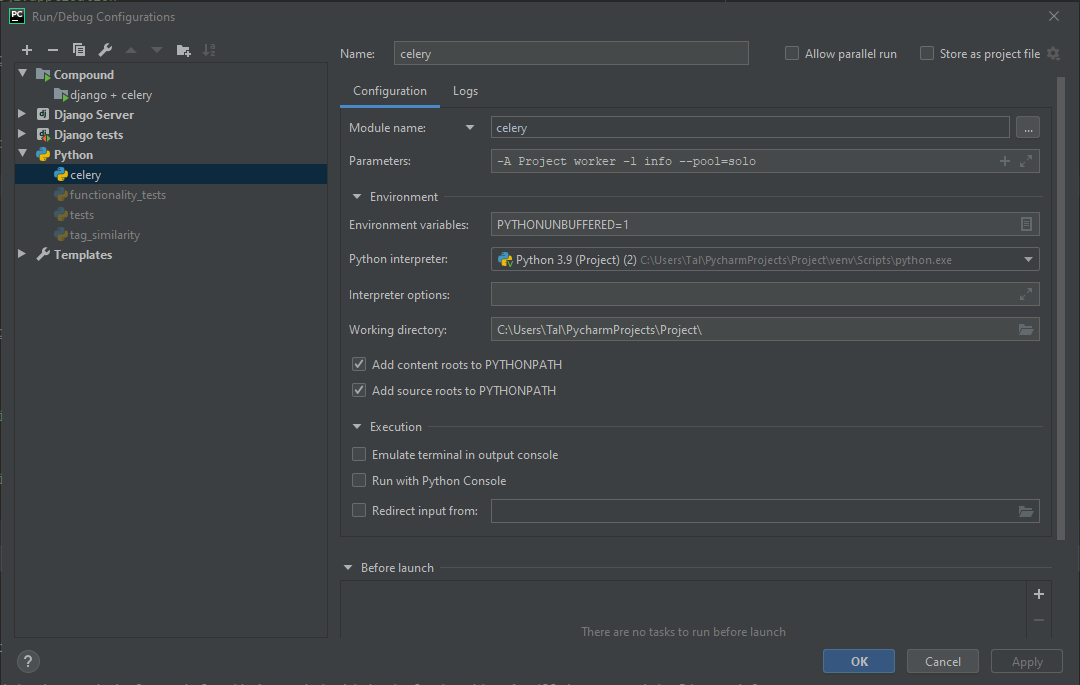 PC Run/Debug Configurations
Name: celery
Allow parallel run
Store as project file
Compound
django + celery
Django Server
Django tests
Python
celery
functionality_tests
tests
tag_similarity
Templates
Configuration Logs
Module name: celery ...
Parameters: -A Project worker -l info --pool=solo
Environment
Environment variables: PYTHONUNBUFFERED=1
Python interpreter: Python 3.9 (Project) (2) C:\Users\Tal\PycharmProjects\Project\venv\Scripts\python.exe
Interpreter options:
Working directory: C:\Users\Tal\PycharmProjects\Project\
Add content roots to PYTHONPATH
Add source roots to PYTHONPATH
Execution
Emulate terminal in output console
Run with Python Console
Redirect input from:
Before launch
There are no tasks to run before launch
? OK Cancel Apply